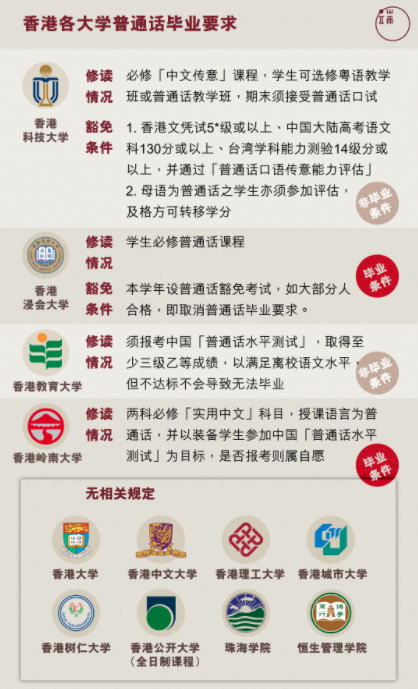 香港各大学普通话毕业要求
香港
科技大学
修读
情况
必修「中文传意」课程，学生可选修粤语教学
班或普通话教学班，期末须接受普通话口试
豁免
条件
1. 香港文凭试5*级或以上、中国大陆高考语文
科130分或以上、台湾学科能力测验14级分或
以上，并通过「普通话口语传意能力评估」
2. 母语为普通话之学生亦须参加评估，
及格方可转移学分
非毕业
条件
香港
浸会大学
修读
情况
学生必修普通话课程
豁免
条件
本学年设普通话豁免考试，如大部分人
合格，即取消普通话毕业要求。
毕业
条件
香港教育大学
修读
情况
须报考中国「普通话水平测试」，取得至
少三级乙等成绩，以满足离校语文水平，
但不达标不会导致无法毕业
非毕业
条件
香港岭南大学
修读
情况
两科必修「实用中文」科目，授课语言为普
通话，并以装备学生参加中国「普通话水平
测试」为目标，是否报考则属自愿
毕业
条件
无相关规定
香港大学
香港中文大学
香港理工大学
香港城市大学
香港树仁大学
香港公开大学
（全日制课程）
珠海学院
恒生管理学院